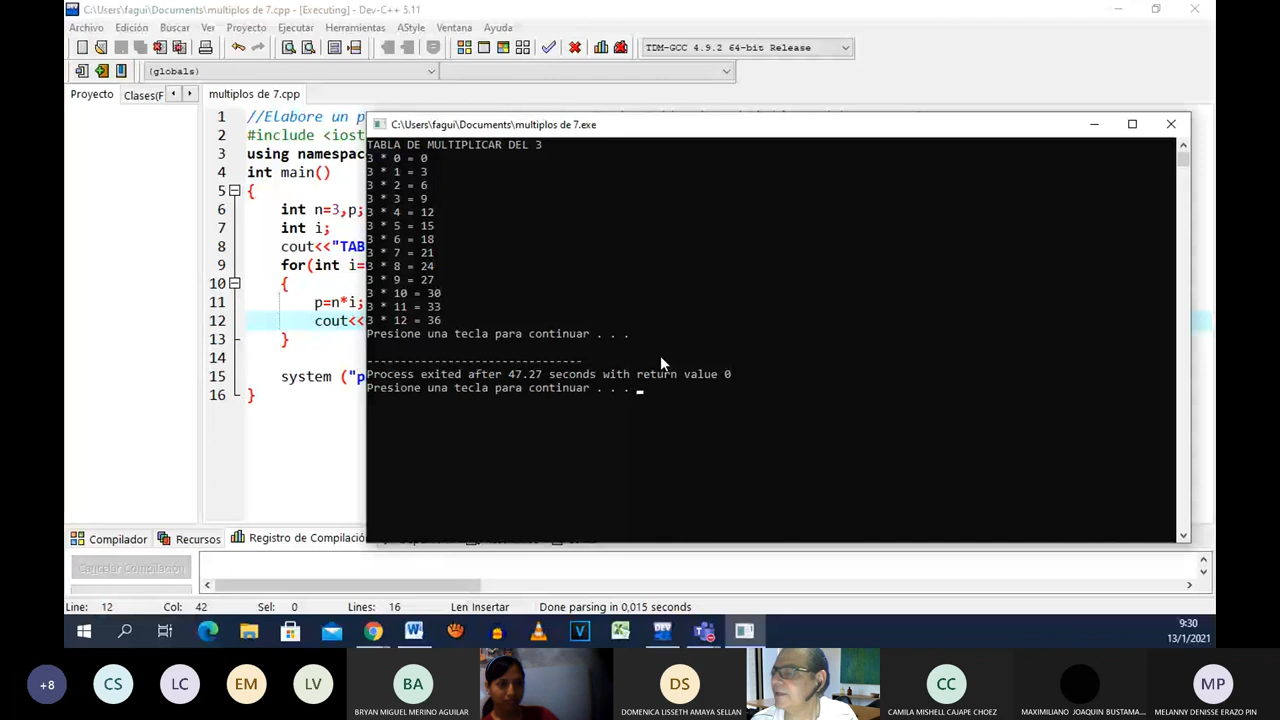 C:\Users\fagui\Documents\multiplos de 7.cpp - [Executing] - Dev-C++ 5.11
Archivo Edición Buscar Ver Proyecto Ejecutar Herramientas AStyle Ventana Ayuda
TDM-GCC 4.9.2 64-bit Release
(globals)
Proyecto Clases(F
multiplos de 7.cpp
1 //Elabore un p
2 #include <iost
3 using namespac
4 int main()
5 {
6 int n=3,p;
7 int i;
8 cout<<"TAB
9 for(int i=
10 {
11 p=n*i;
12 cout<<
13 }
14
15 system ("p
16 }
C:\Users\fagui\Documents\multiplos de 7.exe
TABLA DE MULTIPLICAR DEL 3
3 * 0 = 0
3 * 1 = 3
3 * 2 = 6
3 * 3 = 9
3 * 4 = 12
3 * 5 = 15
3 * 6 = 18
3 * 7 = 21
3 * 8 = 24
3 * 9 = 27
3 * 10 = 30
3 * 11 = 33
3 * 12 = 36
Presione una tecla para continuar . . .
--------------------------------
Process exited after 47.27 seconds with return value 0
Presione una tecla para continuar . . .
Compilador Recursos Registro de Compilació
Cancelar Compilación
Line: 12 Col: 42 Sel: 0 Lines: 16 Len Insertar Done parsing in 0,015 seconds
9:30
13/1/2021
+8 CS LC EM LV BA DS CC MP
BRYAN MIGUEL MERINO AGUILAR
DOMENICA LISSETH AMAYA SELLAN
CAMILA MISHELL CAJAPE CHOEZ
MAXIMILIANO JOAQUIN BUSTAMA...
MELANNY DENISSE ERAZO PIN